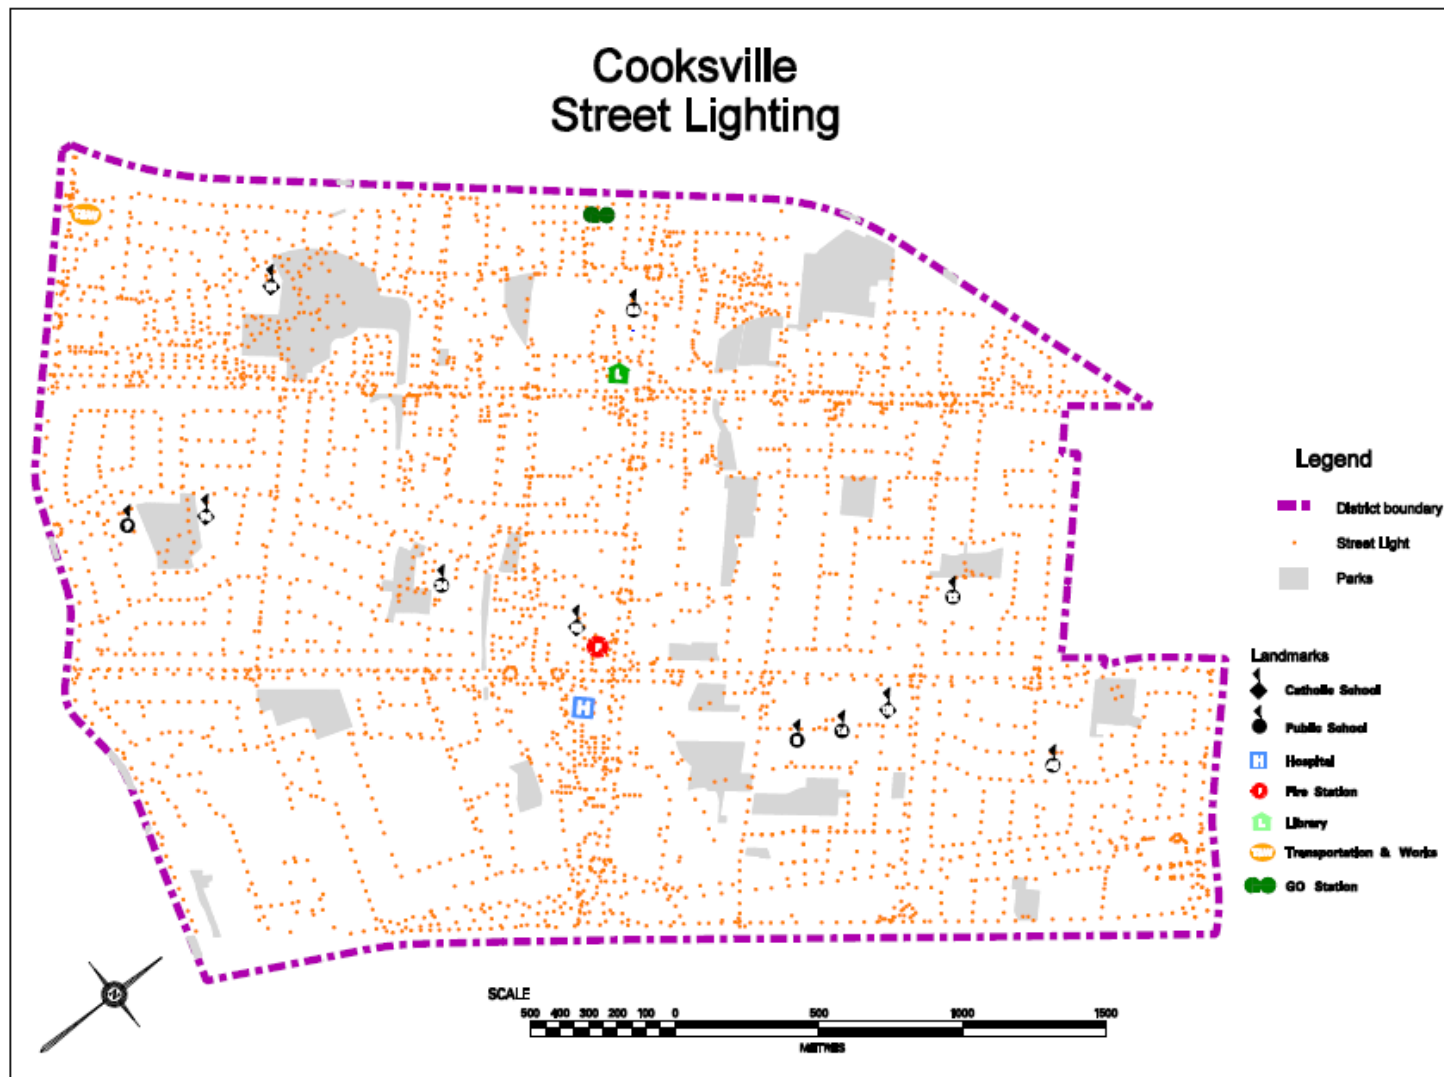 Cooksville
Street Lighting
T&W
L
F
H
Legend
District boundary
Street Light
Parks
Landmarks
Catholic School
Public School
H Hospital
F Fire Station
L Library
T&W Transportation & Works
GO Station
N
SCALE
500 400 300 200 100 0 500 1000 1500
METRES